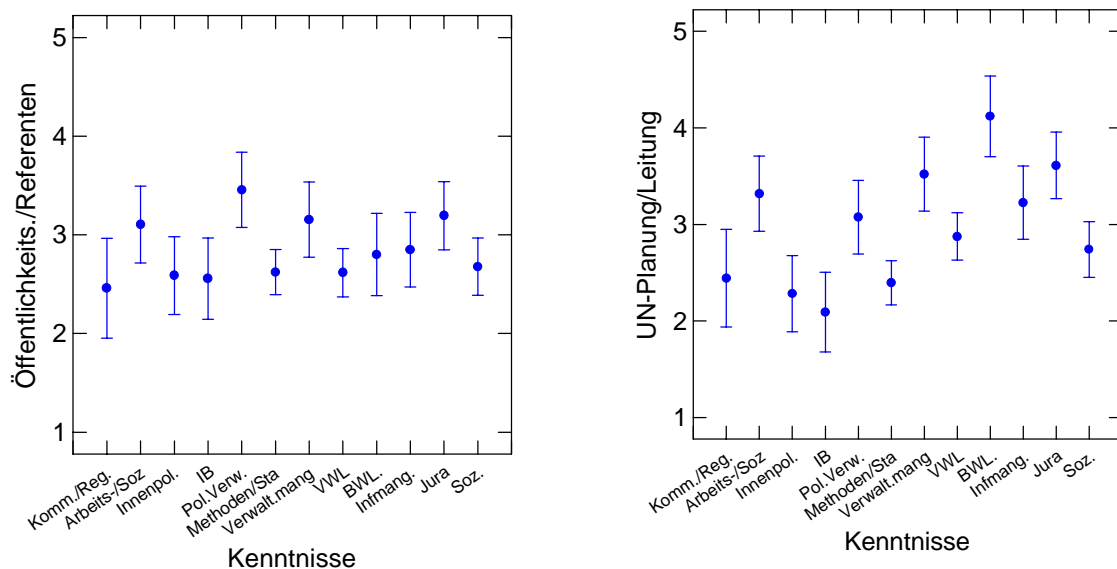 Öffentlichkeits./Referenten
5
4
3
2
1
Komm./Reg.
Arbeits-/Soz
Innenpol.
IB
Pol.Verw.
Methoden/Sta
Verwalt.mang
VWL
BWL.
Infmang.
Jura
Soz.
Kenntnisse
UN-Planung/Leitung
5
4
3
2
1
Komm./Reg.
Arbeits-/Soz
Innenpol.
IB
Pol.Verw.
Methoden/Sta
Verwalt.mang
VWL
BWL.
Infmang.
Jura
Soz.
Kenntnisse